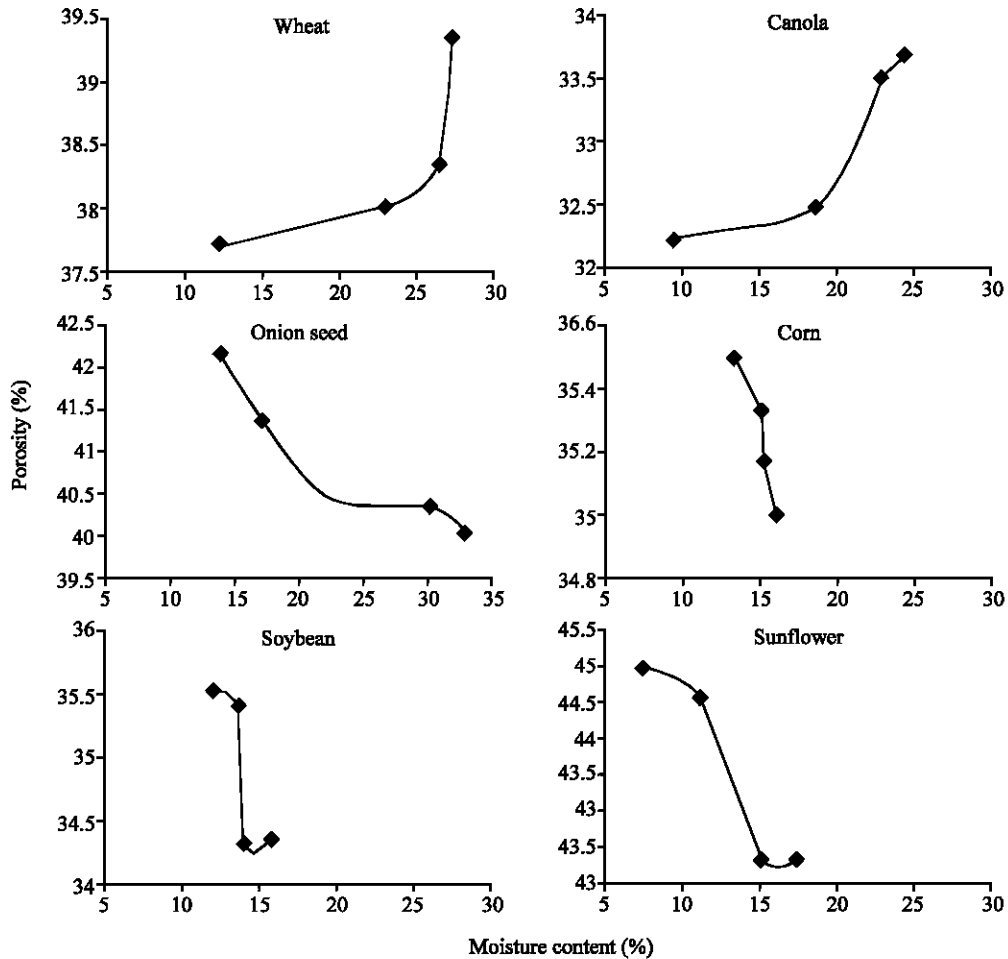 Wheat
39.5
39
38.5
38
37.5
5 10 15 20 25 30
Canola
34
33.5
33
32.5
32
5 10 15 20 25 30
Porosity (%)
Onion seed
42.5
42
41.5
41
40.5
40
39.5
5 10 15 20 25 30 35
Corn
36.6
35.4
35.2
35
34.8
5 10 15 20 25 30
Soybean
36
35.5
35
34.5
34
5 10 15 20 25 30
Sunflower
45.5
45
44.5
44
43.5
43
43.5
43
5 10 15 20 25 30
Moisture content (%)